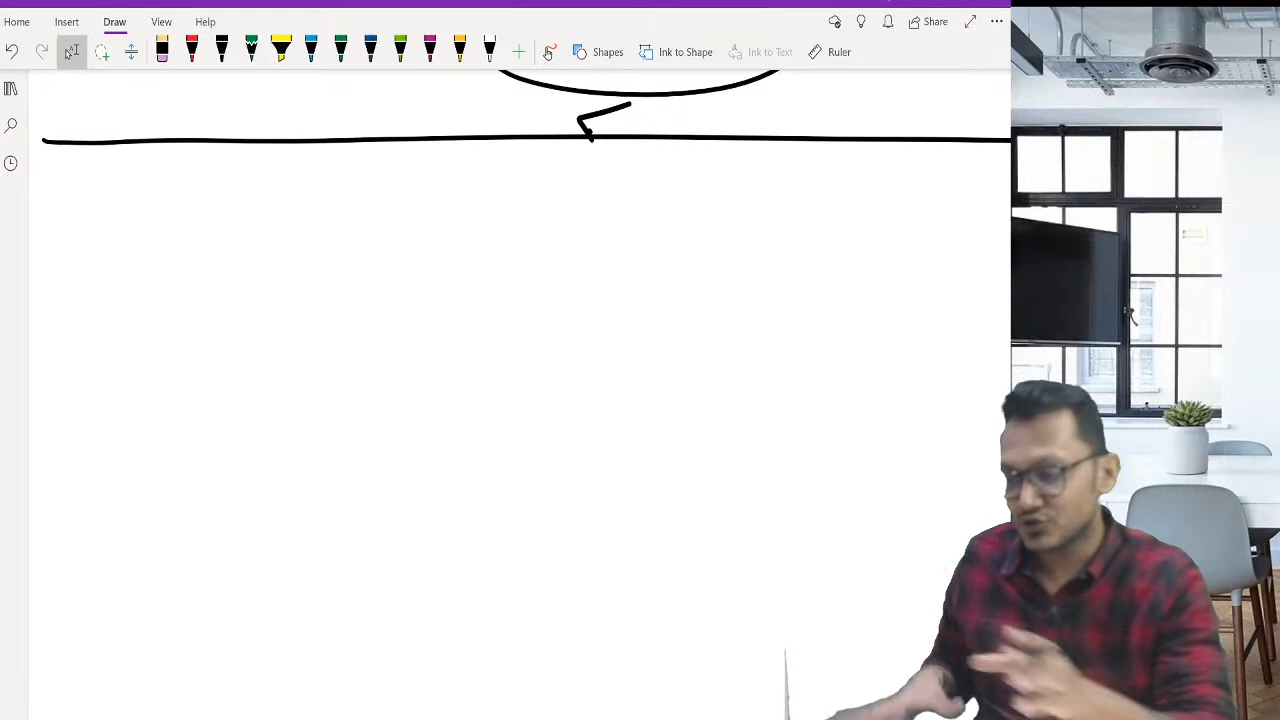 Home Insert Draw View Help
Share
Shapes Ink to Shape Ink to Text Ruler